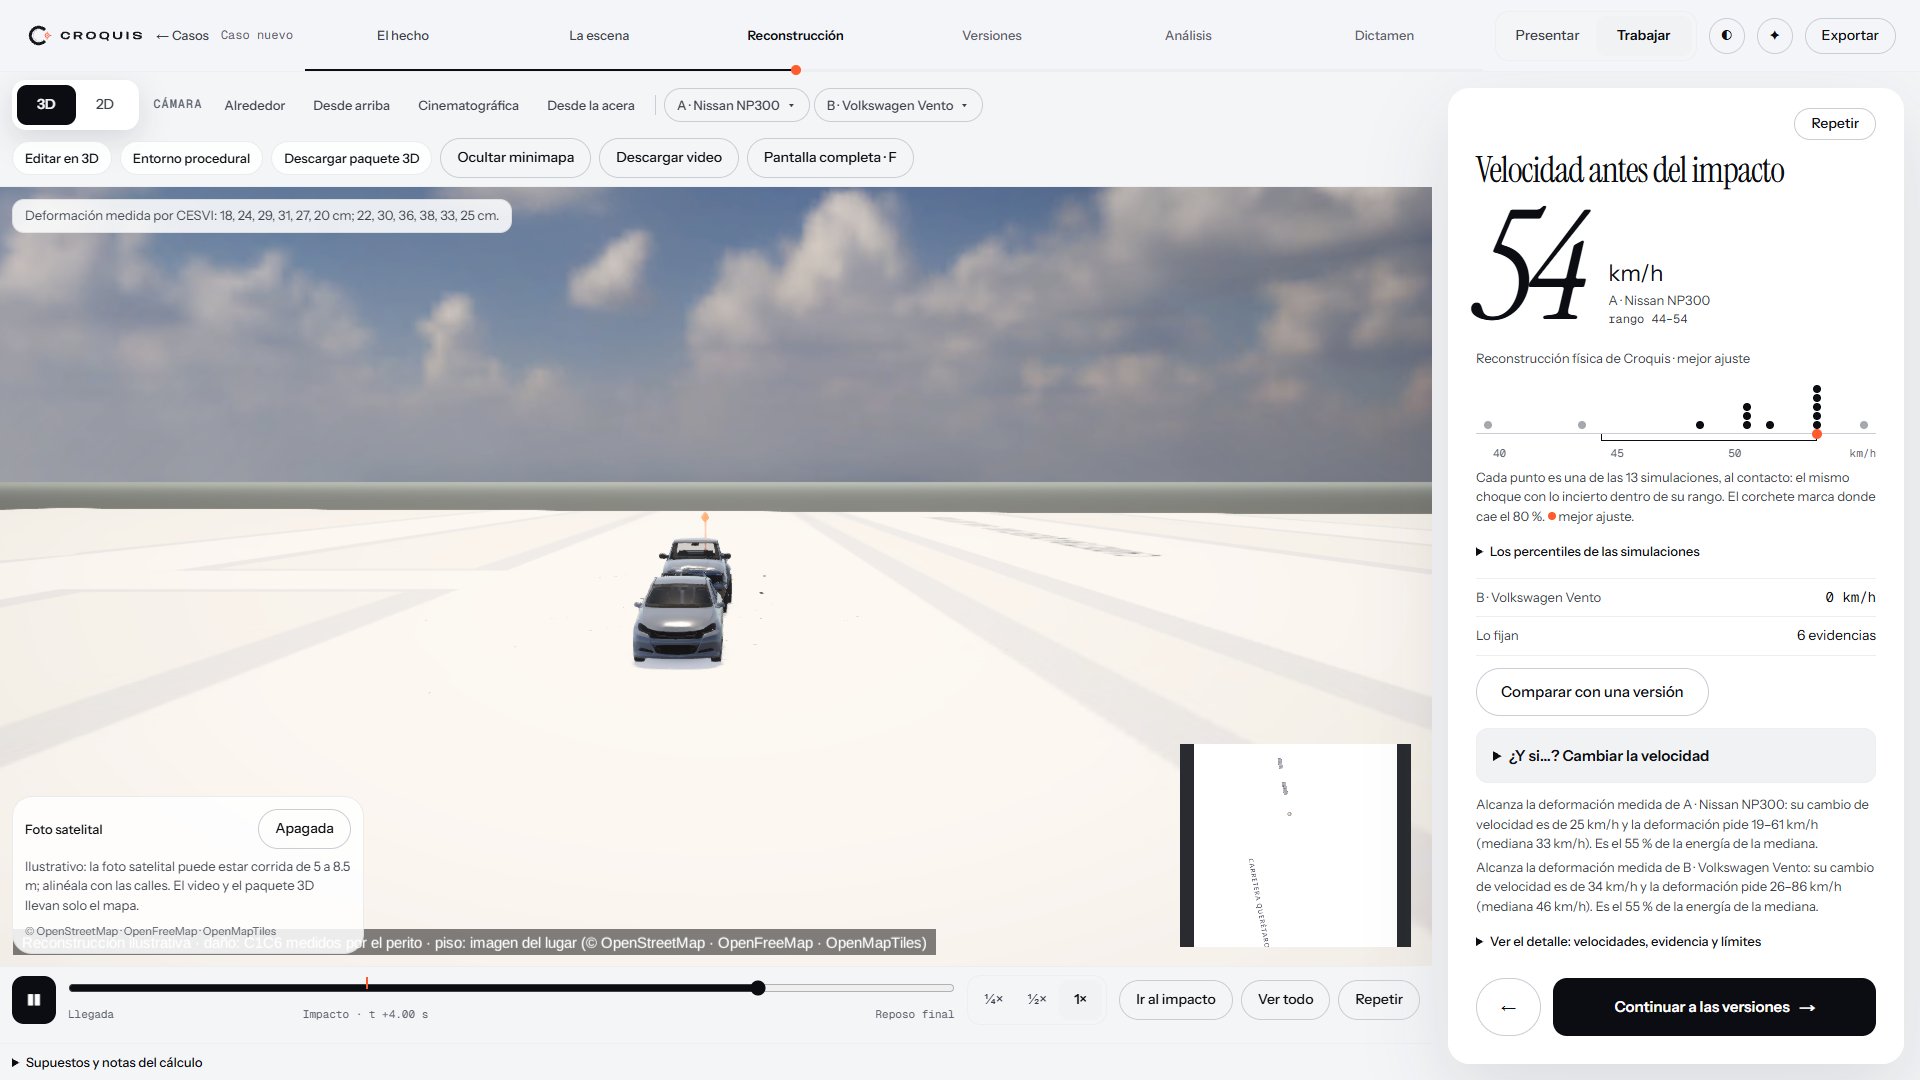 CROQUIS ← Casos Caso nuevo El hecho La escena Reconstrucción Versiones Análisis Dictamen Presentar Trabajar Exportar
3D 2D CÁMARA Alrededor Desde arriba Cinematográfica Desde la acera A · Nissan NP300 B · Volkswagen Vento
Editar en 3D Entorno procedural Descargar paquete 3D Ocultar minimapa Descargar video Pantalla completa · F
Deformación medida por CESVI: 18, 24, 29, 31, 27, 20 cm; 22, 30, 36, 38, 33, 25 cm.
Foto satelital Apagada
Ilustrativo: la foto satelital puede estar corrida de 5 a 8.5
m; alinéala con las calles. El video y el paquete 3D
llevan solo el mapa.
© OpenStreetMap · OpenFreeMap · OpenMapTiles
Reconstrucción ilustrativa · daño: C1C6 medidos por el perito · piso: imagen del lugar (© OpenStreetMap · OpenFreeMap · OpenMapTiles)
CARRETERA QUERÉTARO
¼× ½× 1× Ir al impacto Ver todo Repetir
Llegada Impacto · t +4.00 s Reposo final
Supuestos y notas del cálculo
Repetir
Velocidad antes del impacto
54 km/h
A · Nissan NP300
rango 44–54
Reconstrucción física de Croquis · mejor ajuste
40 45 50 km/h
Cada punto es una de las 13 simulaciones, al contacto: el mismo
choque con lo incierto dentro de su rango. El corchete marca donde
cae el 80 %. mejor ajuste.
Los percentiles de las simulaciones
B · Volkswagen Vento 0 km/h
Lo fijan 6 evidencias
Comparar con una versión
¿Y si...? Cambiar la velocidad
Alcanza la deformación medida de A · Nissan NP300: su cambio de
velocidad es de 25 km/h y la deformación pide 19–61 km/h
(mediana 33 km/h). Es el 55 % de la energía de la mediana.
Alcanza la deformación medida de B · Volkswagen Vento: su cambio
de velocidad es de 34 km/h y la deformación pide 26–86 km/h
(mediana 46 km/h). Es el 55 % de la energía de la mediana.
Ver el detalle: velocidades, evidencia y límites
← Continuar a las versiones →